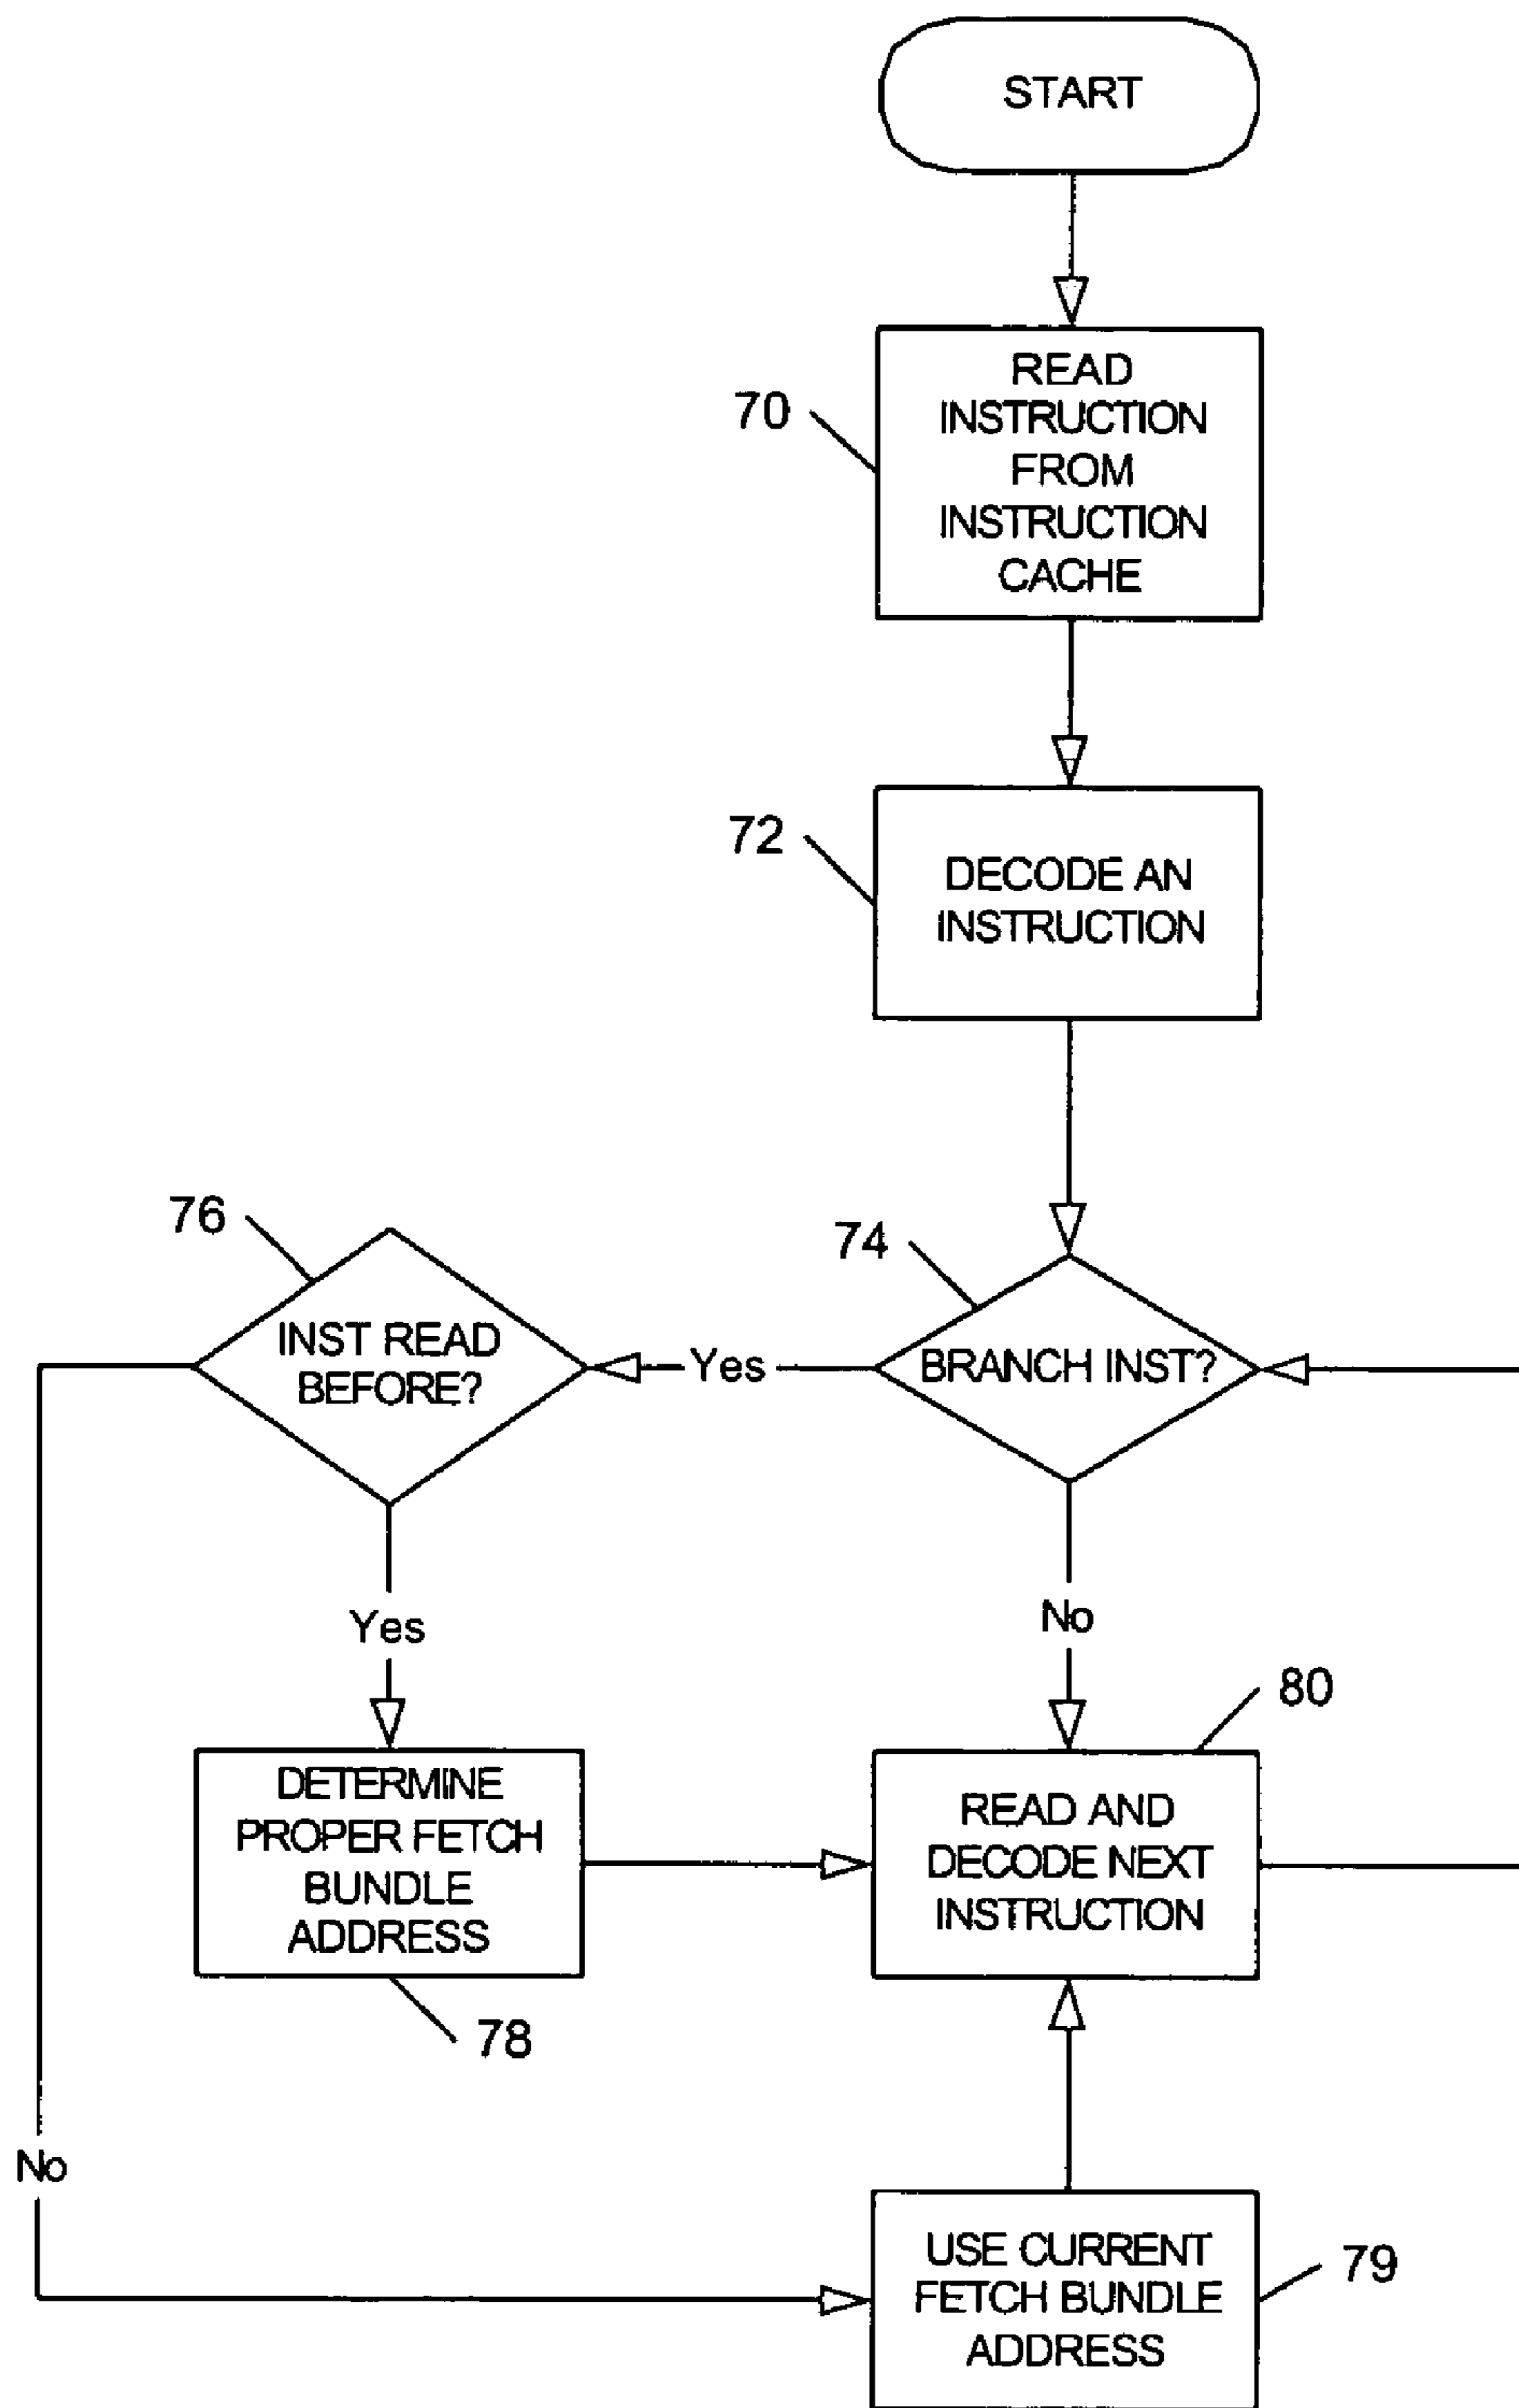 START
70
READ
INSTRUCTION
FROM
INSTRUCTION
CACHE
72
DECODE AN
INSTRUCTION
76
74
INST READ
BEFORE?
Yes
BRANCH INST?
Yes
No
80
DETERMINE
PROPER FETCH
BUNDLE
ADDRESS
READ AND
DECODE NEXT
INSTRUCTION
78
No
USE CURRENT
FETCH BUNDLE
ADDRESS
79